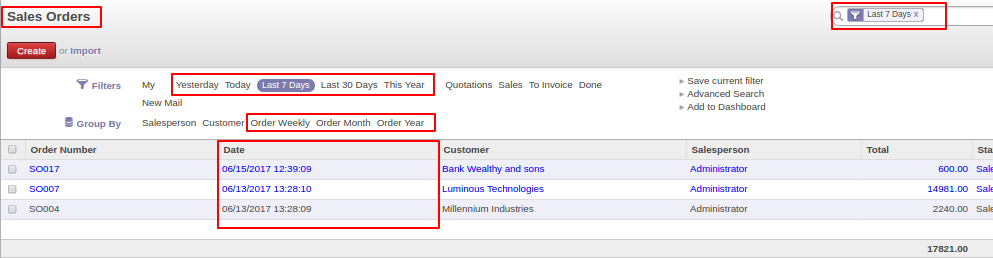 Sales Orders
Last 7 Days x
Create or Import
Filters My Yesterday Today Last 7 Days Last 30 Days This Year Quotations Sales To Invoice Done
New Mail
Save current filter
Advanced Search
Add to Dashboard
Group By Salesperson Customer Order Weekly Order Month Order Year
Order Number Date Customer Salesperson Total Sta
SO017 06/15/2017 12:39:09 Bank Wealthy and sons Administrator 600.00 Sale
SO007 06/13/2017 13:28:10 Luminous Technologies Administrator 14981.00 Sale
SO004 06/13/2017 13:28:09 Millennium Industries Administrator 2240.00 Sale
17821.00